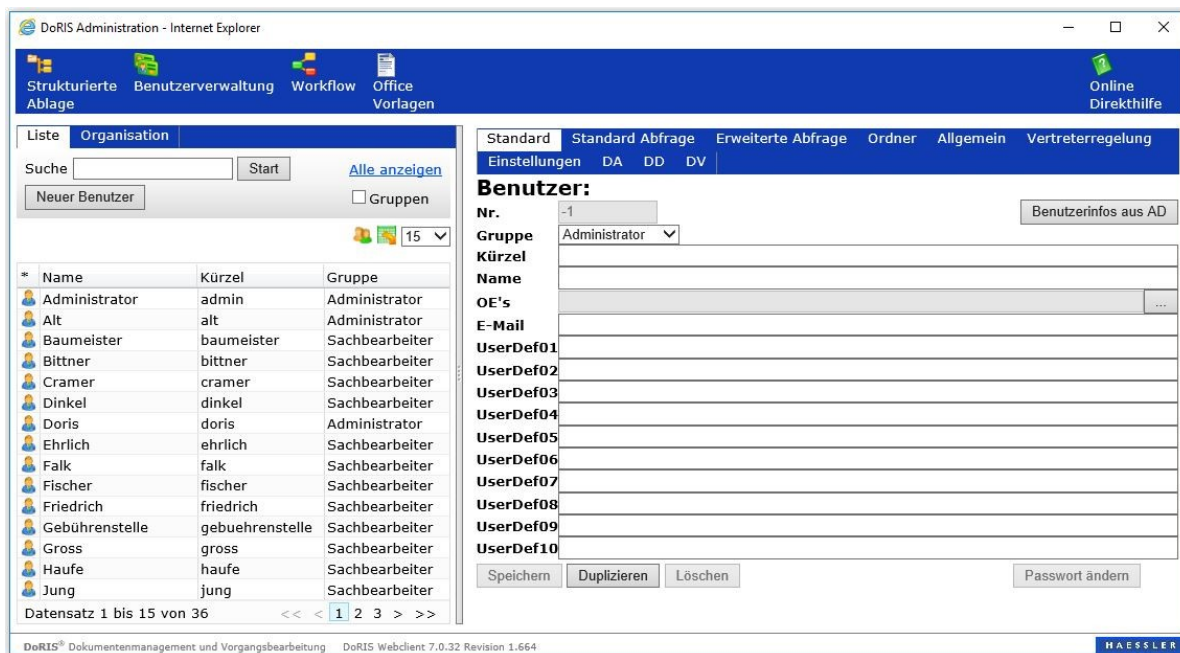 DoRIS Administration - Internet Explorer
Strukturierte Ablage
Benutzerverwaltung
Workflow
Office Vorlagen
Online Direkthilfe
Liste Organisation
Suche Start Alle anzeigen
Neuer Benutzer Gruppen
15
* Name Kürzel Gruppe
Administrator admin Administrator
Alt alt Administrator
Baumeister baumeister Sachbearbeiter
Bittner bittner Sachbearbeiter
Cramer cramer Sachbearbeiter
Dinkel dinkel Sachbearbeiter
Doris doris Administrator
Ehrlich ehrlich Sachbearbeiter
Falk falk Sachbearbeiter
Fischer fischer Sachbearbeiter
Friedrich friedrich Sachbearbeiter
Gebührenstelle gebuehrenstelle Sachbearbeiter
Gross gross Sachbearbeiter
Haufe haufe Sachbearbeiter
Jung jung Sachbearbeiter
Datensatz 1 bis 15 von 36 << < 1 2 3 > >>
Standard Standard Abfrage Erweiterte Abfrage Ordner Allgemein Vertreterregelung
Einstellungen DA DD DV
Benutzer:
Nr. -1 Benutzerinfos aus AD
Gruppe Administrator
Kürzel
Name
OE's ...
E-Mail
UserDef01
UserDef02
UserDef03
UserDef04
UserDef05
UserDef06
UserDef07
UserDef08
UserDef09
UserDef10
Speichern Duplizieren Löschen Passwort ändern
DoRIS® Dokumentenmanagement und Vorgangsbearbeitung DoRIS Webclient 7.0.32 Revision 1.664
HAESSLER